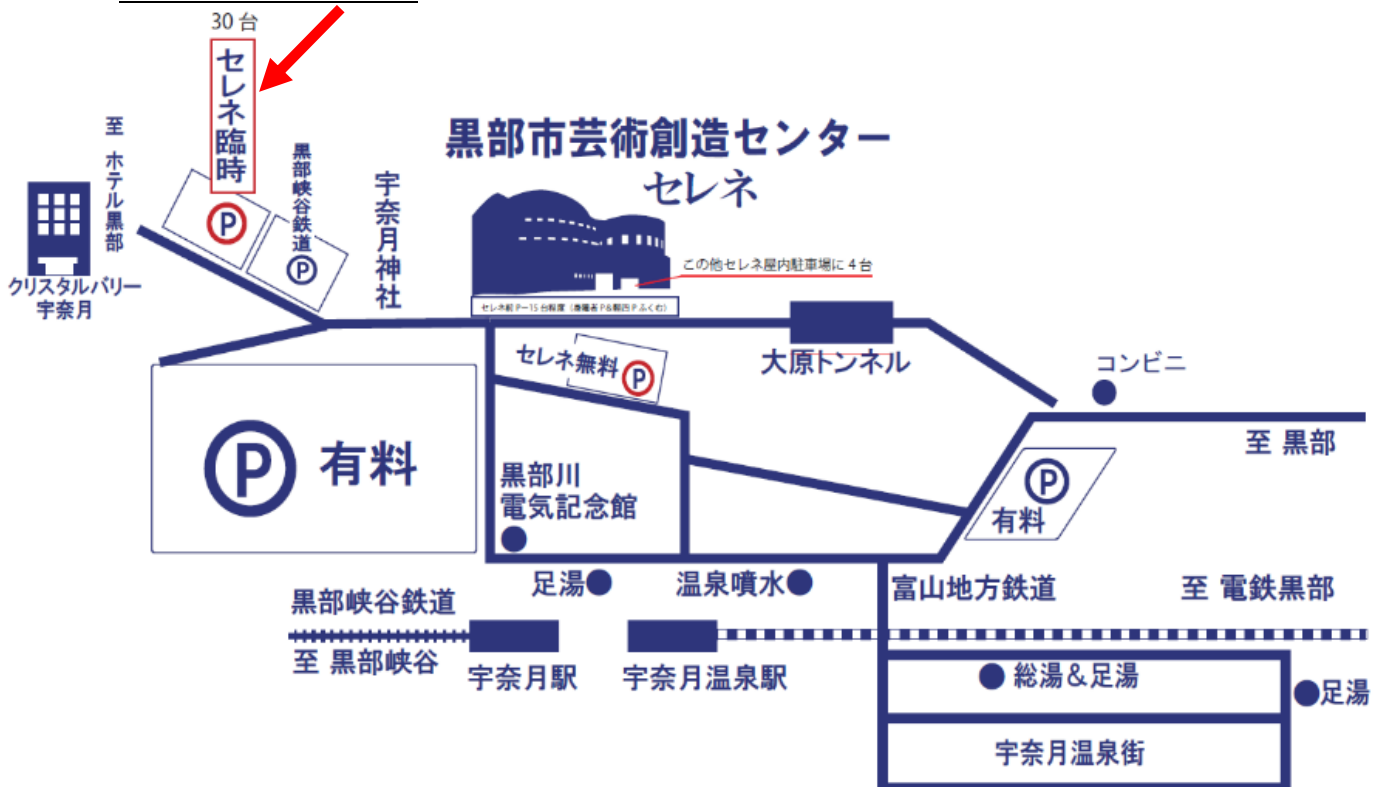 30台
セレネ臨時
至 ホテル黒部
黒部峡谷鉄道
宇奈月神社
黒部市芸術創造センター
セレネ
P
P
クリスタルバリー
宇奈月
この他セレネ屋内駐車場に4台
セレネ無料
P
大原トンネル
コンビニ
至 黒部
P 有料
黒部川
電気記念館
P
有料
足湯
温泉噴水
富山地方鉄道
至 電鉄黒部
黒部峡谷鉄道
至 黒部峡谷
宇奈月駅
宇奈月温泉駅
総湯&足湯
足湯
宇奈月温泉街